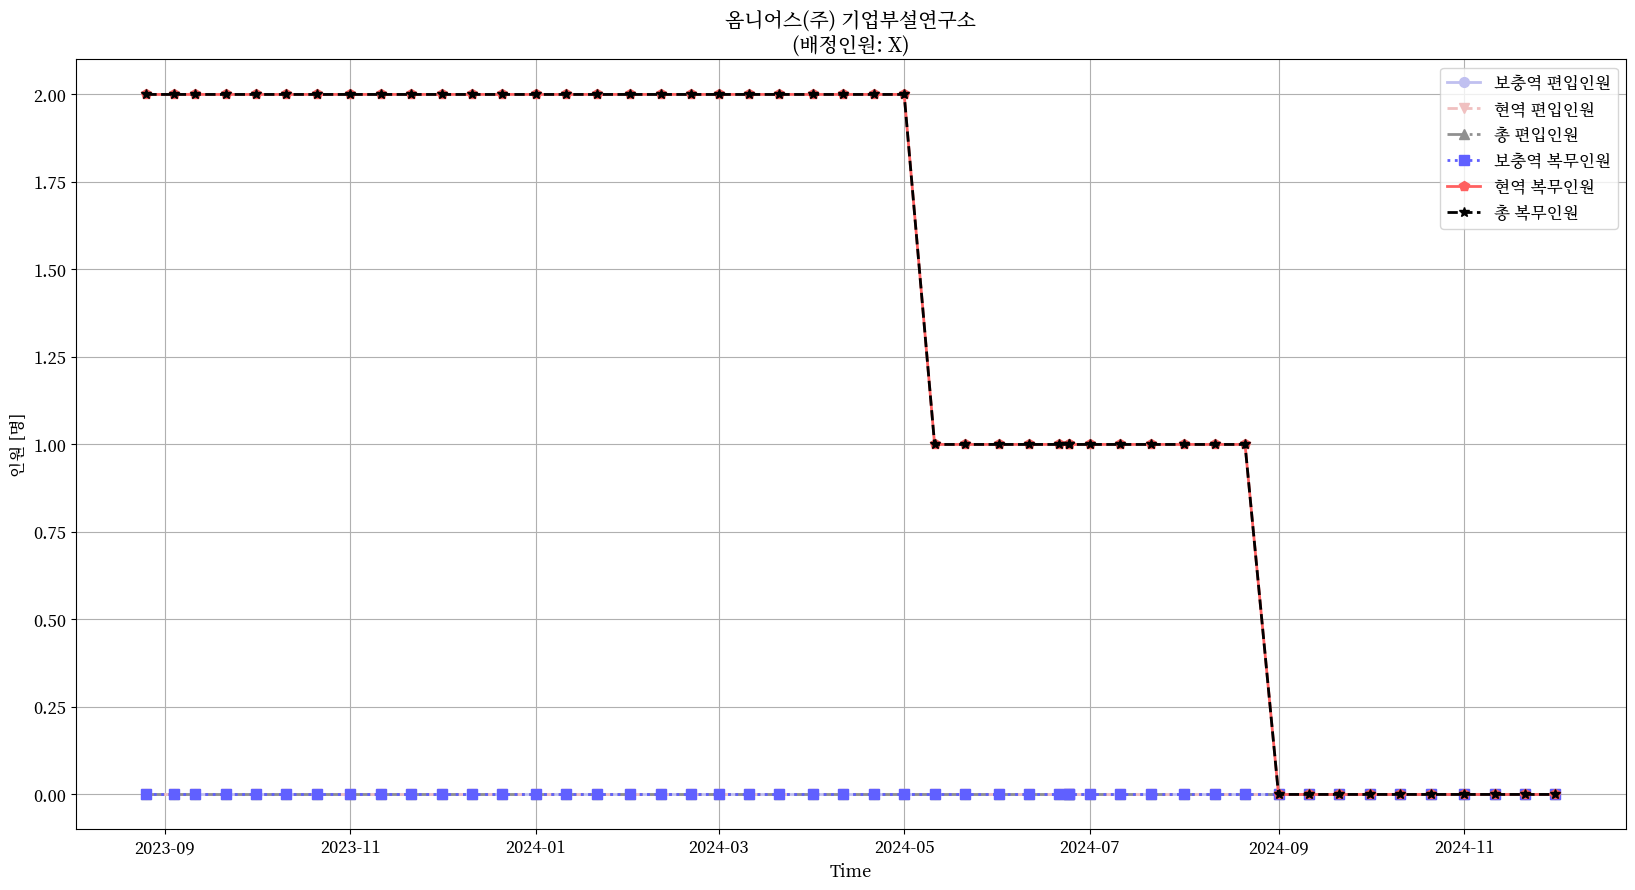 옴니어스(주) 기업부설연구소
(배정인원: X)
보충역 편입인원
현역 편입인원
총 편입인원
보충역 복무인원
현역 복무인원
총 복무인원
인원 [명]
2.00
1.75
1.50
1.25
1.00
0.75
0.50
0.25
0.00
2023-09
2023-11
2024-01
2024-03
2024-05
2024-07
2024-09
2024-11
Time